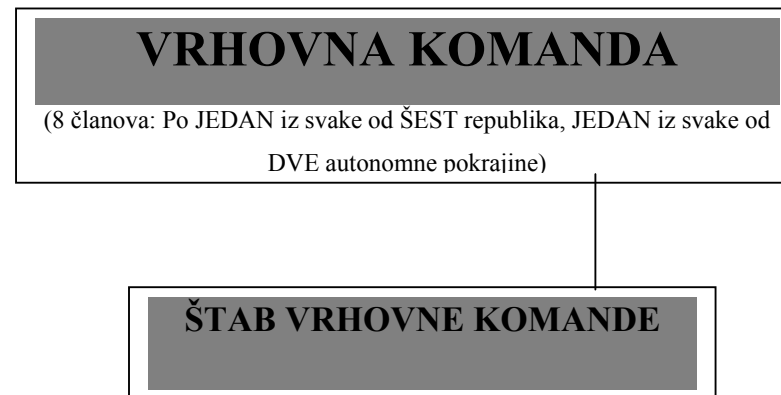 VRHOVNA KOMANDA
(8 članova: Po JEDAN iz svake od ŠEST republika, JEDAN iz svake od
DVE autonomne pokrajine)
ŠTAB VRHOVNE KOMANDE